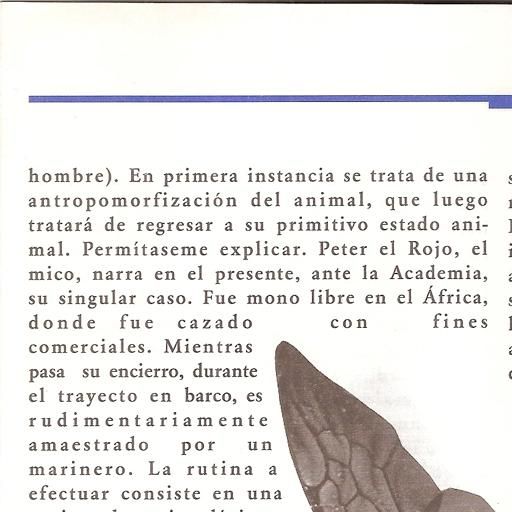 hombre). En primera instancia se trata de una
antropomorfización del animal, que luego
tratará de regresar a su primitivo estado ani-
mal. Permítaseme explicar. Peter el Rojo, el
mico, narra en el presente, ante la Academia,
su singular caso. Fue mono libre en el África,
donde fue cazado con fines
comerciales. Mientras
pasa su encierro, durante
el trayecto en barco, es
rudimentariamente
amaestrado por un
marinero. La rutina a
efectuar consiste en una